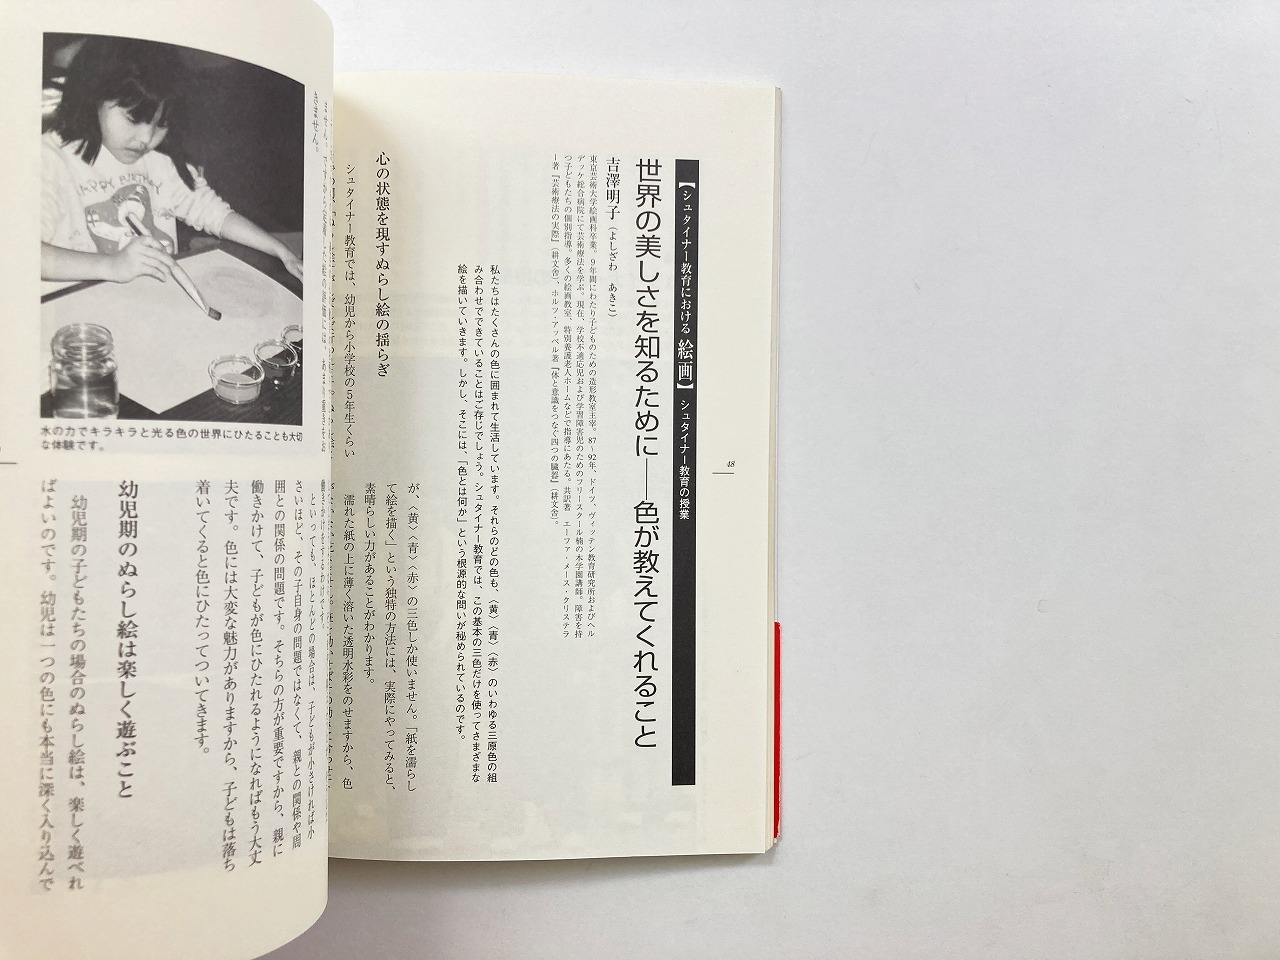 48
【シュタイナー教育における 絵画】 シュタイナー教育の授業
世界の美しさを知るために──色が教えてくれること
吉澤明子（よしざわ　あきこ）
東京芸術大学絵画科卒業。9年間にわたり子どものための造形教室主宰。87〜92年、ドイツ、ヴィッテン教育研究所およびヘル
デッケ総合病院にて芸術療法を学ぶ。現在、学校不適応児および学習障害児のためのフリースクール楠の木学園講師。障害を持
つ子どもたちの個別指導。多くの絵画教室、特別養護老人ホームなどで指導にあたる。共訳著　エーファ・メース・クリステラ
ー著『芸術療法の実際』（耕文舎）、ホルツ・アッペル著『体と意識をつなぐ四つの臓器』（耕文舎）。
私たちはたくさんの色に囲まれて生活しています。それらのどの色も、〈黄〉〈青〉〈赤〉のいわゆる三原色の組
み合わせでできていることはご存じでしょう。シュタイナー教育では、この基本の三色だけを使ってさまざまな
絵を描いていきます。しかし、そこには、「色とは何か」という根源的な問いが秘められているのです。
心の状態を現すぬらし絵の揺らぎ
シュタイナー教育では、幼児から小学校の5年生くらい
が、〈黄〉〈青〉〈赤〉の三色しか使いません。「紙を濡らし
て絵を描く」という独特の方法には、実際にやってみると、
素晴らしい力があることがわかります。
濡れた紙の上に薄く溶いた透明水彩をのせますから、色
きません。
水の力でキラキラと光る色の世界にひたることも大切
な体験です。
といっても、ほとんどの場合は、子どもが小さければ小
さいほど、その子自身の問題ではなくて、親との関係や周
囲との関係の問題です。そちらの方が重要ですから、親に
働きかけて、子どもが色にひたれるようになればもう大丈
夫です。色には大変な魅力がありますから、子どもは落ち
着いてくると色にひたってついてきます。
幼児期のぬらし絵は楽しく遊ぶこと
幼児期の子どもたちの場合のぬらし絵は、楽しく遊べれ
ばよいのです。幼児は一つの色にも本当に深く入り込んで